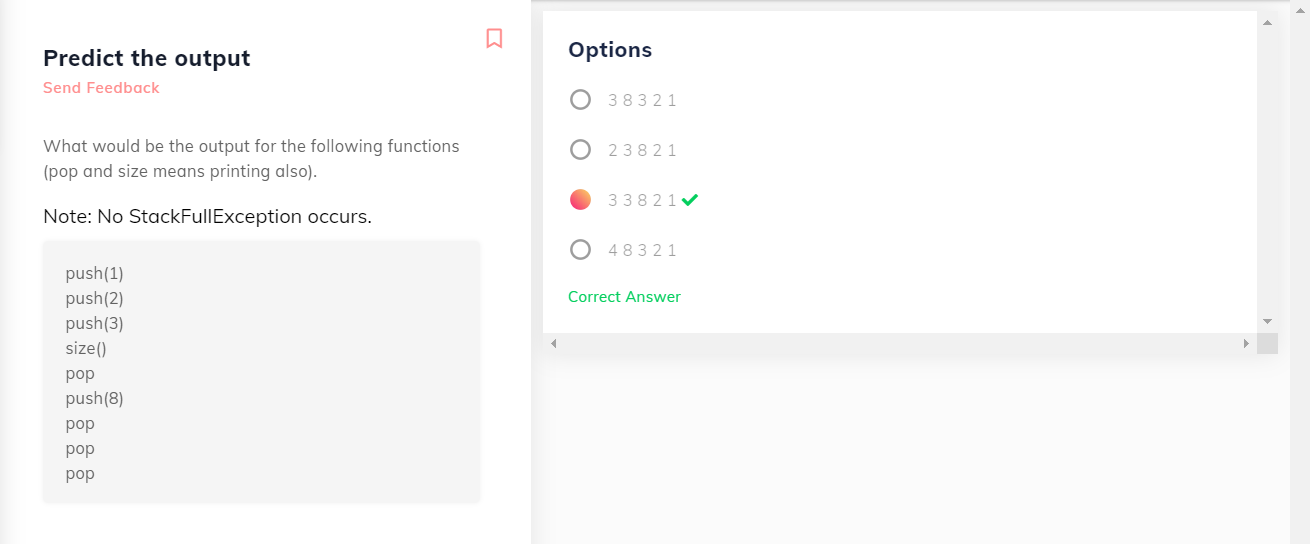 Predict the output
Send Feedback
What would be the output for the following functions
(pop and size means printing also).
Note: No StackFullException occurs.
push(1)
push(2)
push(3)
size()
pop
push(8)
pop
pop
pop
Options
3 8 3 2 1
2 3 8 2 1
3 3 8 2 1
4 8 3 2 1
Correct Answer